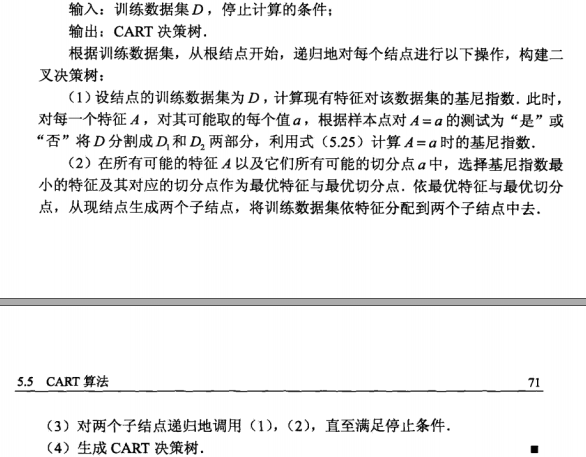 输入：训练数据集 D，停止计算的条件；
输出：CART 决策树．
根据训练数据集，从根结点开始，递归地对每个结点进行以下操作，构建二
叉决策树：
（1）设结点的训练数据集为 D，计算现有特征对该数据集的基尼指数．此时，
对每一个特征 A，对其可能取的每个值 a，根据样本点对 A = a 的测试为“是”或
“否”将 D 分割成 D₁ 和 D₂ 两部分，利用式（5.25）计算 A = a 时的基尼指数．
（2）在所有可能的特征 A 以及它们所有可能的切分点 a 中，选择基尼指数最
小的特征及其对应的切分点作为最优特征与最优切分点．依最优特征与最优切分
点，从现结点生成两个子结点，将训练数据集依特征分配到两个子结点中去．
5.5 CART 算法 71
（3）对两个子结点递归地调用（1），（2），直至满足停止条件．
（4）生成 CART 决策树． ■